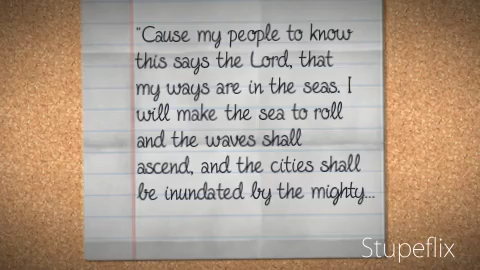 "Cause my people to know
this says the Lord, that
my ways are in the seas. I
will make the sea to roll
and the waves shall
ascend, and the cities shall
be inundated by the mighty...
Stupeflix